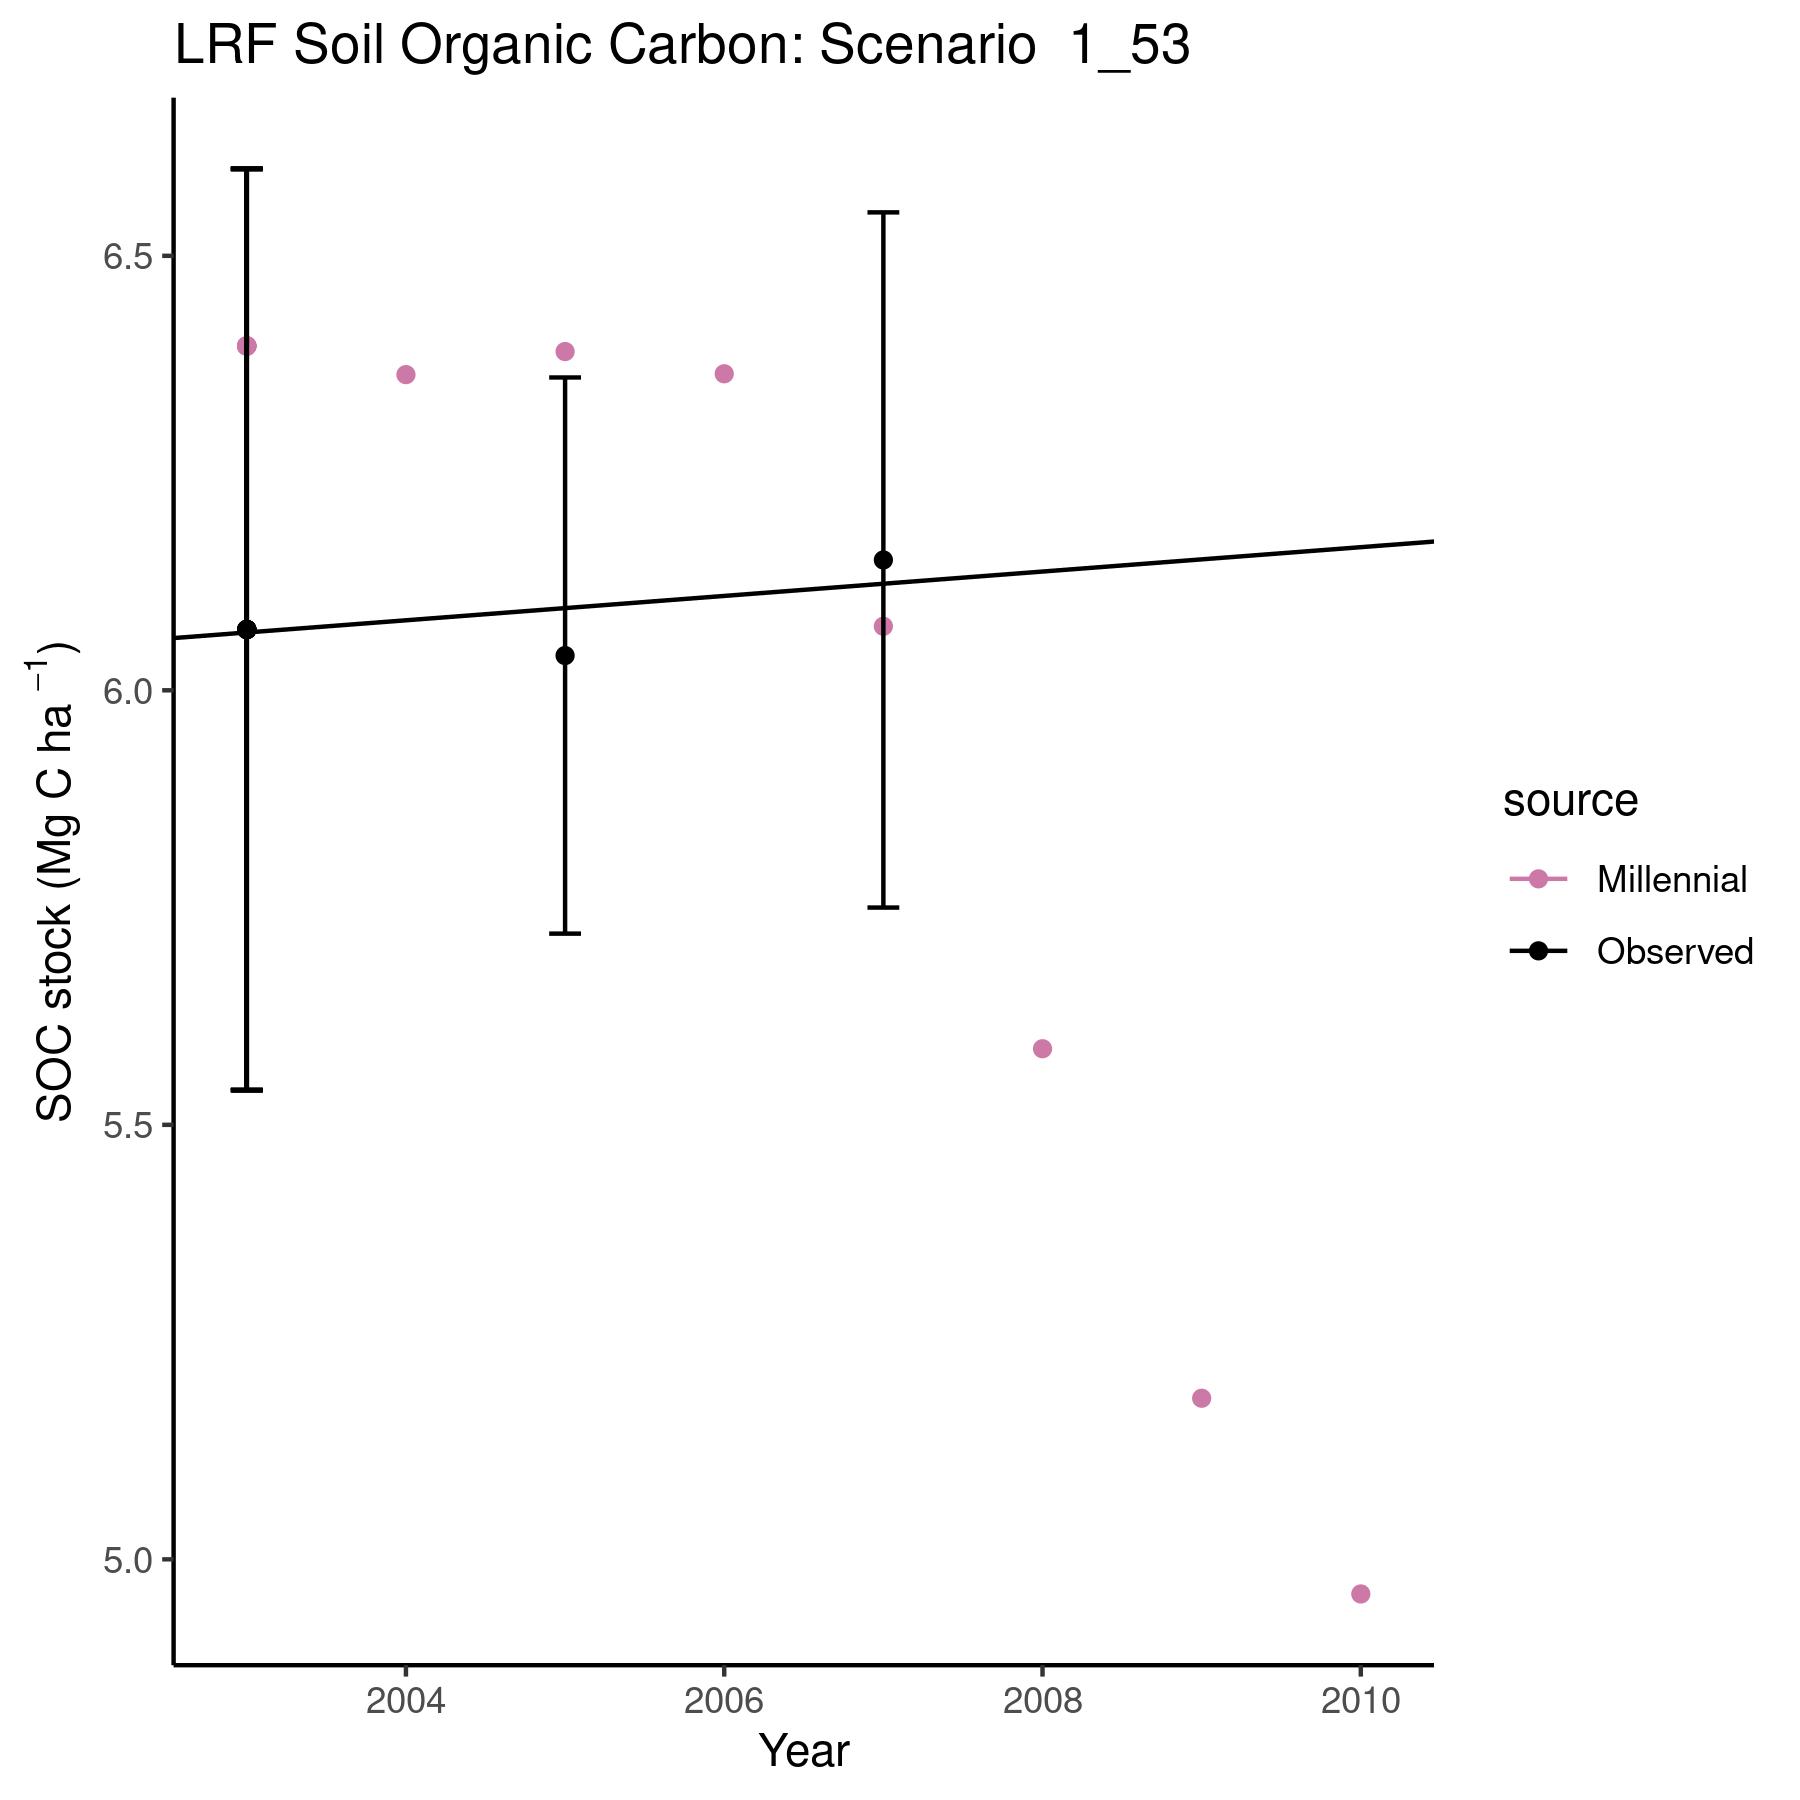 LRF Soil Organic Carbon: Scenario  1_53
SOC stock (Mg C ha −1)
6.5
6.0
5.5
5.0
2004
2006
2008
2010
Year
source
Millennial
Observed